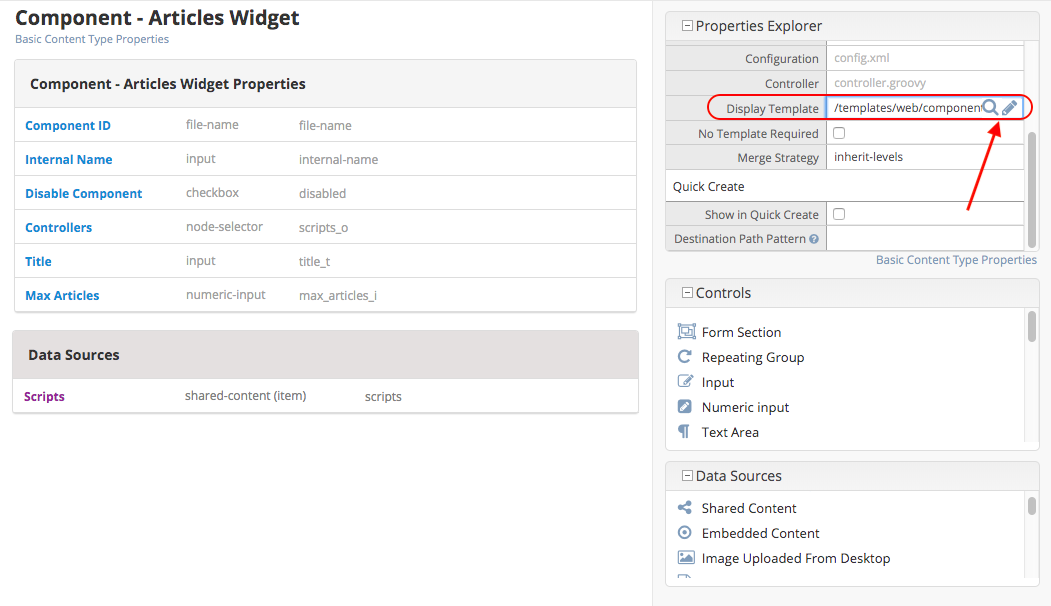 Component - Articles Widget
Basic Content Type Properties
Component - Articles Widget Properties
Component ID file-name file-name
Internal Name input internal-name
Disable Component checkbox disabled
Controllers node-selector scripts_o
Title input title_t
Max Articles numeric-input max_articles_i
Data Sources
Scripts shared-content (item) scripts
Properties Explorer
Configuration config.xml
Controller controller.groovy
Display Template /templates/web/componen
No Template Required
Merge Strategy inherit-levels
Quick Create
Show in Quick Create
Destination Path Pattern ?
Basic Content Type Properties
Controls
Form Section
Repeating Group
Input
Numeric input
Text Area
Data Sources
Shared Content
Embedded Content
Image Uploaded From Desktop